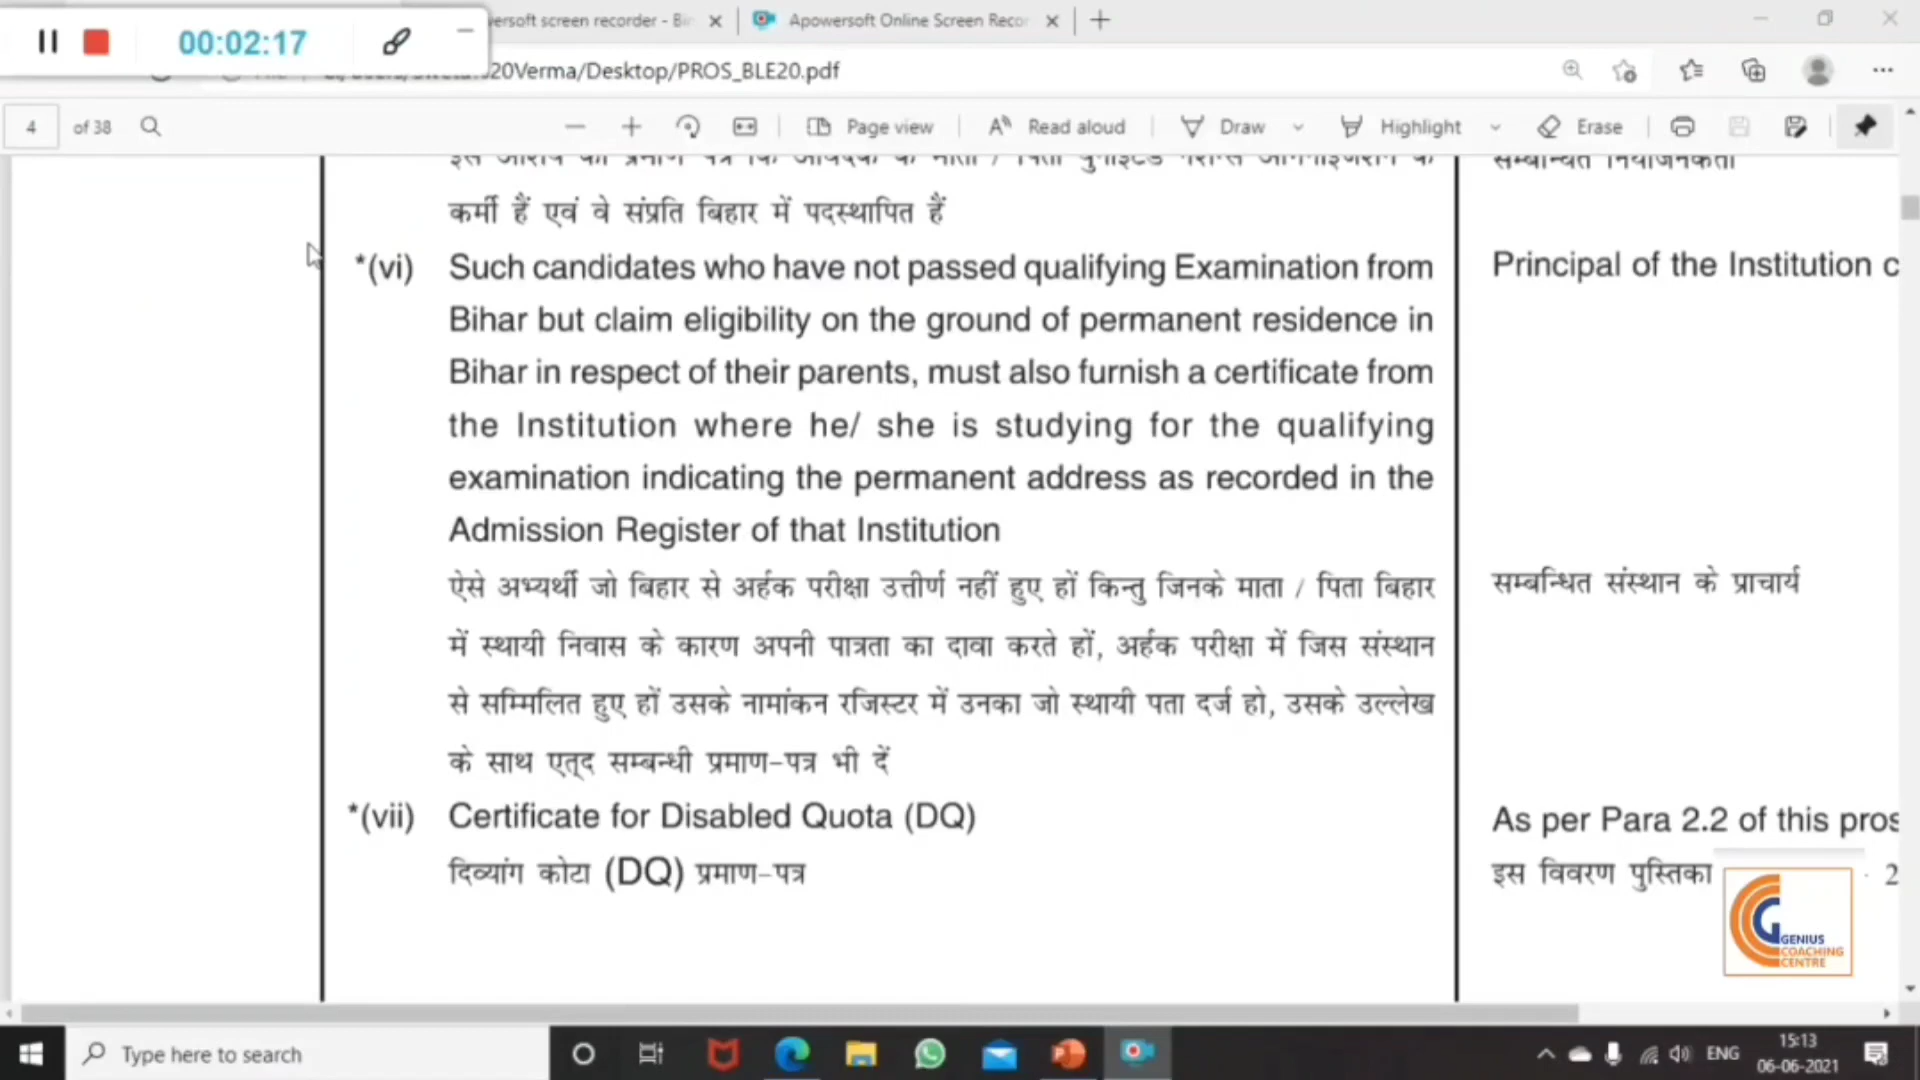 00:02:17
ersoft screen recorder - Bi
Apowersoft Online Screen Reco
20Verma/Desktop/PROS_BLE20.pdf
4 of 38 Page view Read aloud Draw Highlight Erase
कर्मी हैं एवं वे संप्रति बिहार में पदस्थापित हैं
*(vi) Such candidates who have not passed qualifying Examination from
Bihar but claim eligibility on the ground of permanent residence in
Bihar in respect of their parents, must also furnish a certificate from
the Institution where he/ she is studying for the qualifying
examination indicating the permanent address as recorded in the
Admission Register of that Institution
Principal of the Institution c
ऐसे अभ्यर्थी जो बिहार से अर्हक परीक्षा उत्तीर्ण नहीं हुए हों किन्तु जिनके माता / पिता बिहार
में स्थायी निवास के कारण अपनी पात्रता का दावा करते हों, अर्हक परीक्षा में जिस संस्थान
से सम्मिलित हुए हों उसके नामांकन रजिस्टर में उनका जो स्थायी पता दर्ज हो, उसके उल्लेख
के साथ एतद् सम्बन्धी प्रमाण-पत्र भी दें
सम्बन्धित संस्थान के प्राचार्य
*(vii) Certificate for Disabled Quota (DQ)
दिव्यांग कोटा (DQ) प्रमाण-पत्र
As per Para 2.2 of this pros
इस विवरण पुस्तिका 2
GENIUS
COACHING
CENTRE
Type here to search
ENG
15:13
06-06-2021